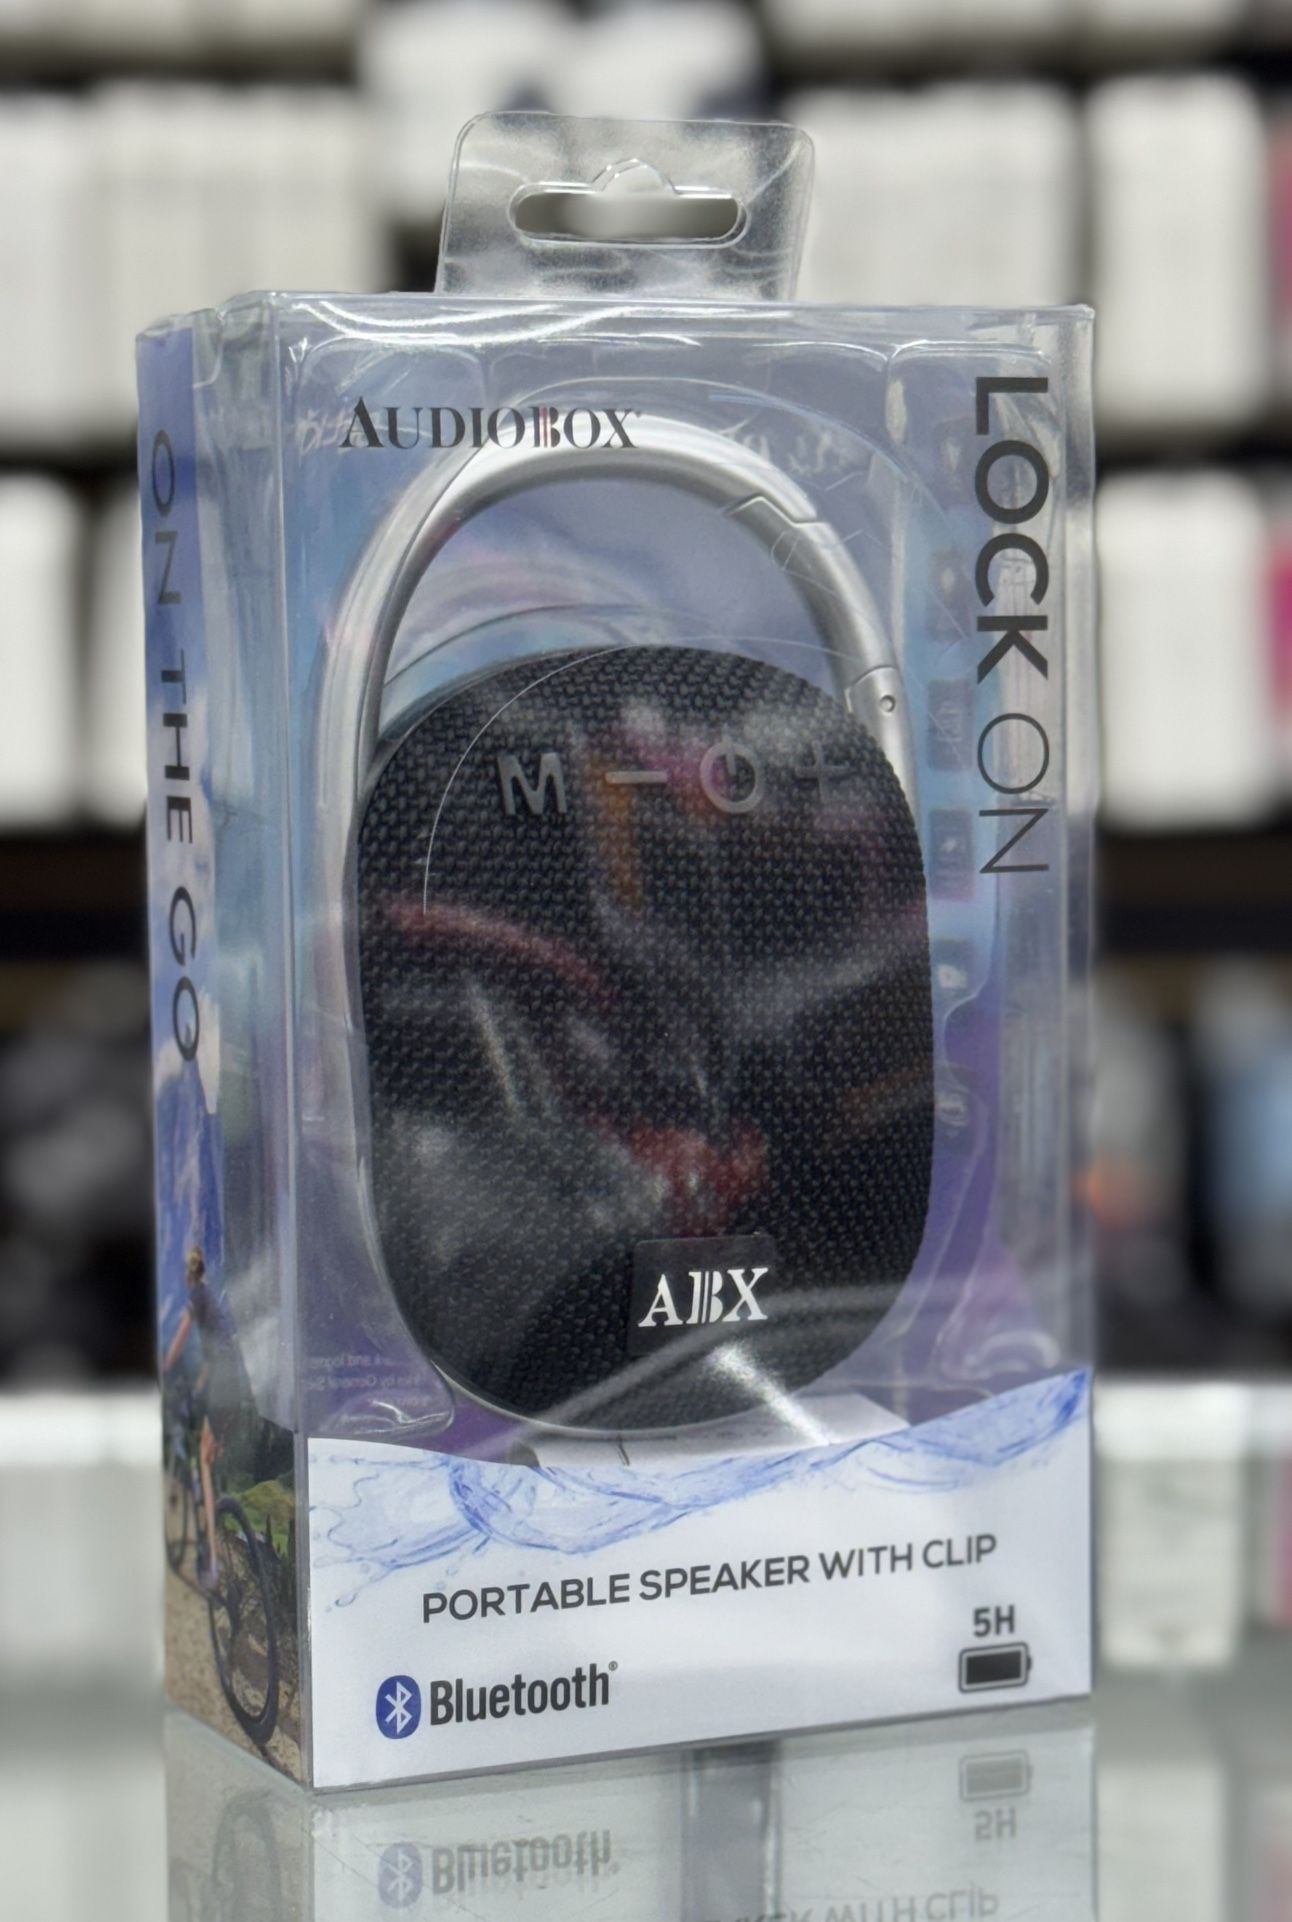 AUDIOBOX
LOCK ON
ON THE GO
M − +
ABX
PORTABLE SPEAKER WITH CLIP
5H
Bluetooth®